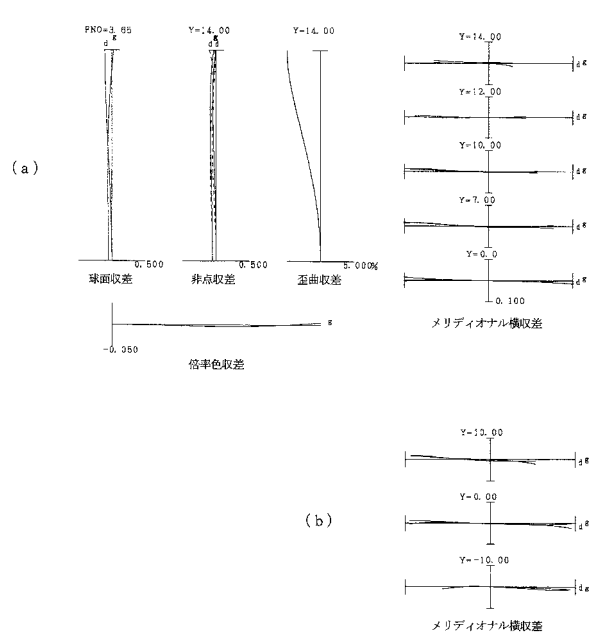 (a)
FNO=3.65
d g
0.500
球面収差
Y=14.00
g
d d
0.500
非点収差
Y=14.00
5.000%
歪曲収差
g
-0.050
倍率色収差
Y=14.00
d g
Y=12.00
d g
Y=10.00
d g
Y=7.00
d g
Y=0.0
d g
0.100
メリディオナル横収差
(b)
Y=10.00
d g
Y=0.00
d g
Y=-10.00
d g
メリディオナル横収差